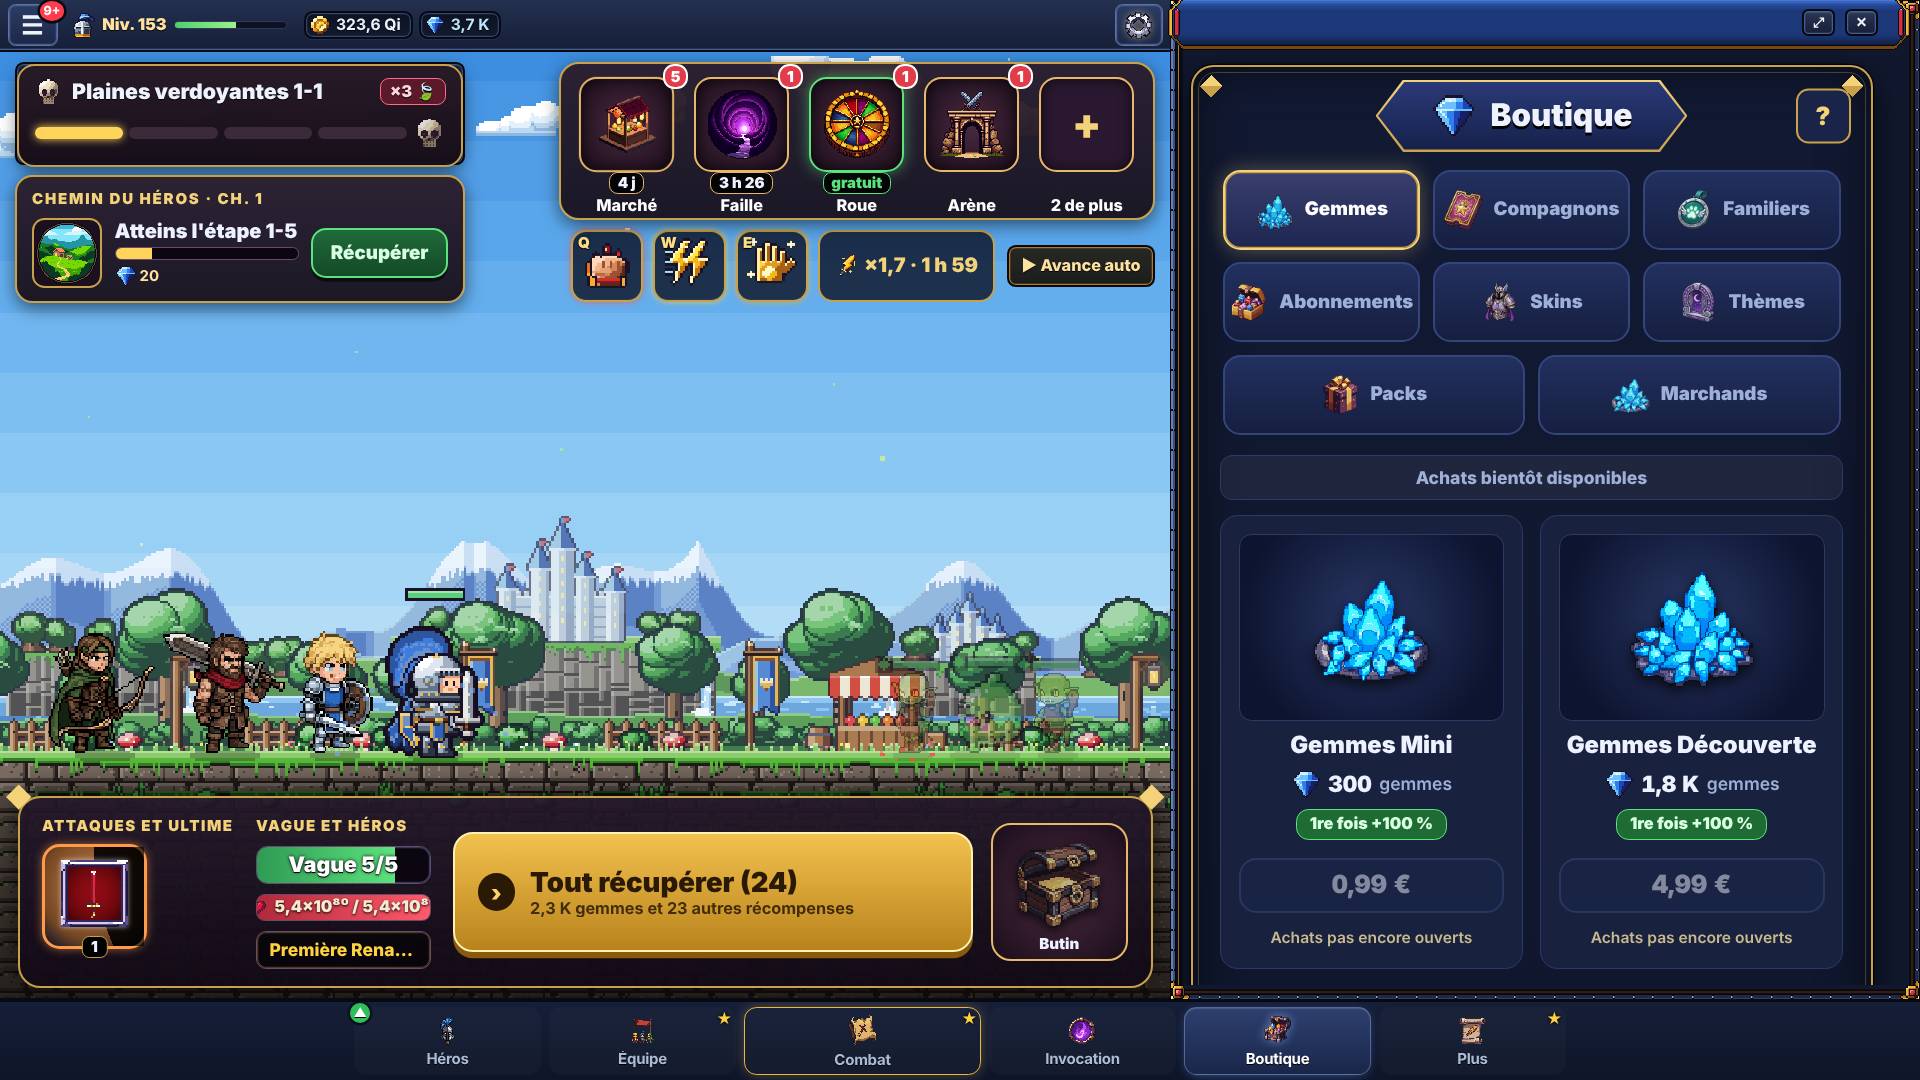 9+
Niv. 153
323,6 Qi
3,7 K
Plaines verdoyantes 1-1
×3
CHEMIN DU HÉROS · CH. 1
Atteins l'étape 1-5
20
Récupérer
5
1
1
1
+
4 j
3 h 26
gratuit
Marché
Faille
Roue
Arène
2 de plus
Q
W
E
×1,7 · 1 h 59
Avance auto
ATTAQUES ET ULTIME
1
VAGUE ET HÉROS
Vague 5/5
5,4×10⁸⁰ / 5,4×10⁸
Première Rena...
Tout récupérer (24)
2,3 K gemmes et 23 autres récompenses
Butin
Boutique
?
Gemmes
Compagnons
Familiers
Abonnements
Skins
Thèmes
Packs
Marchands
Achats bientôt disponibles
Gemmes Mini
300 gemmes
1re fois +100 %
0,99 €
Achats pas encore ouverts
Gemmes Découverte
1,8 K gemmes
1re fois +100 %
4,99 €
Achats pas encore ouverts
Héros
Équipe
Combat
Invocation
Boutique
Plus